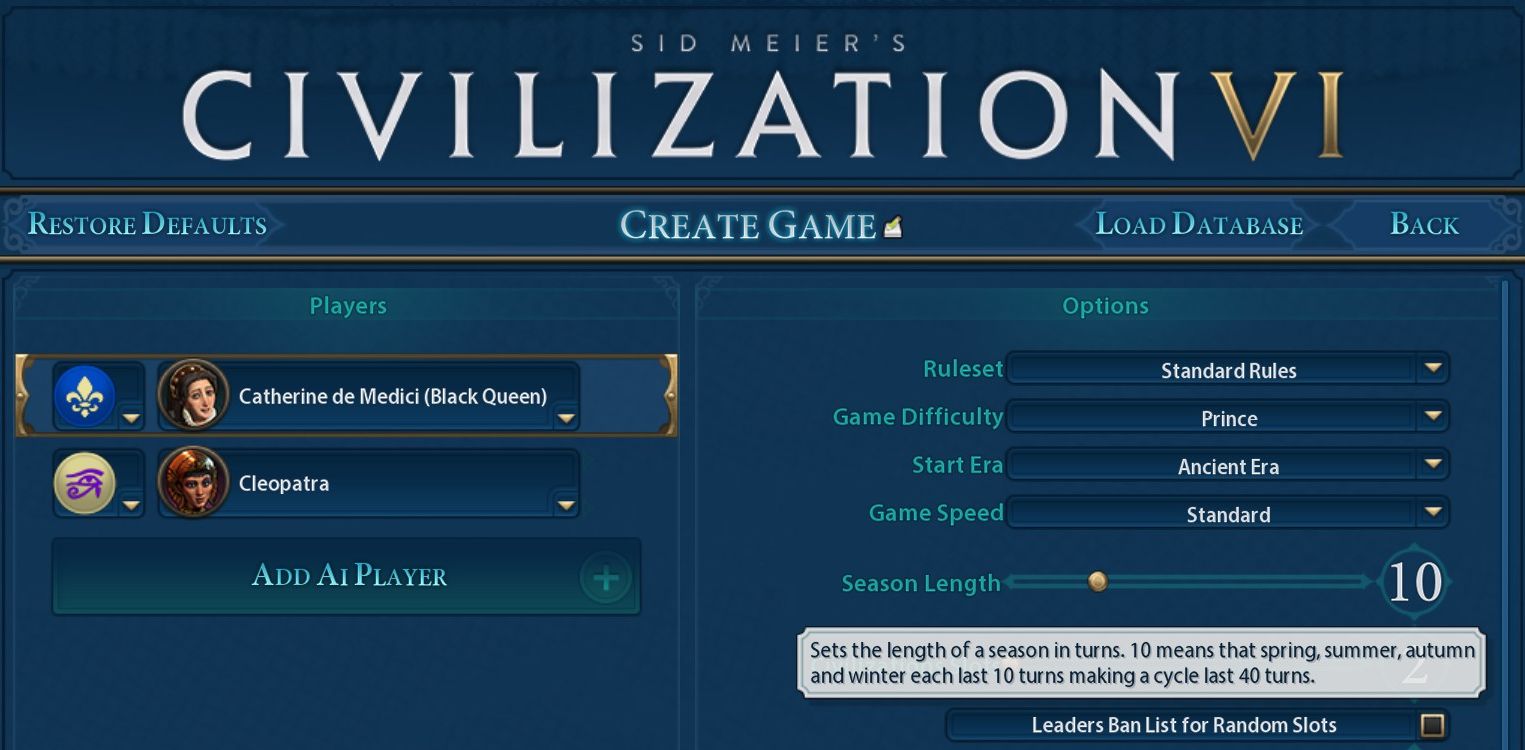 SID MEIER'S
CIVILIZATION VI
RESTORE DEFAULTS
CREATE GAME
LOAD DATABASE
BACK
Players
Catherine de Medici (Black Queen)
Cleopatra
ADD AI PLAYER
Options
Ruleset
Standard Rules
Game Difficulty
Prince
Start Era
Ancient Era
Game Speed
Standard
Season Length
10
Sets the length of a season in turns. 10 means that spring, summer, autumn
and winter each last 10 turns making a cycle last 40 turns.
2
Leaders Ban List for Random Slots